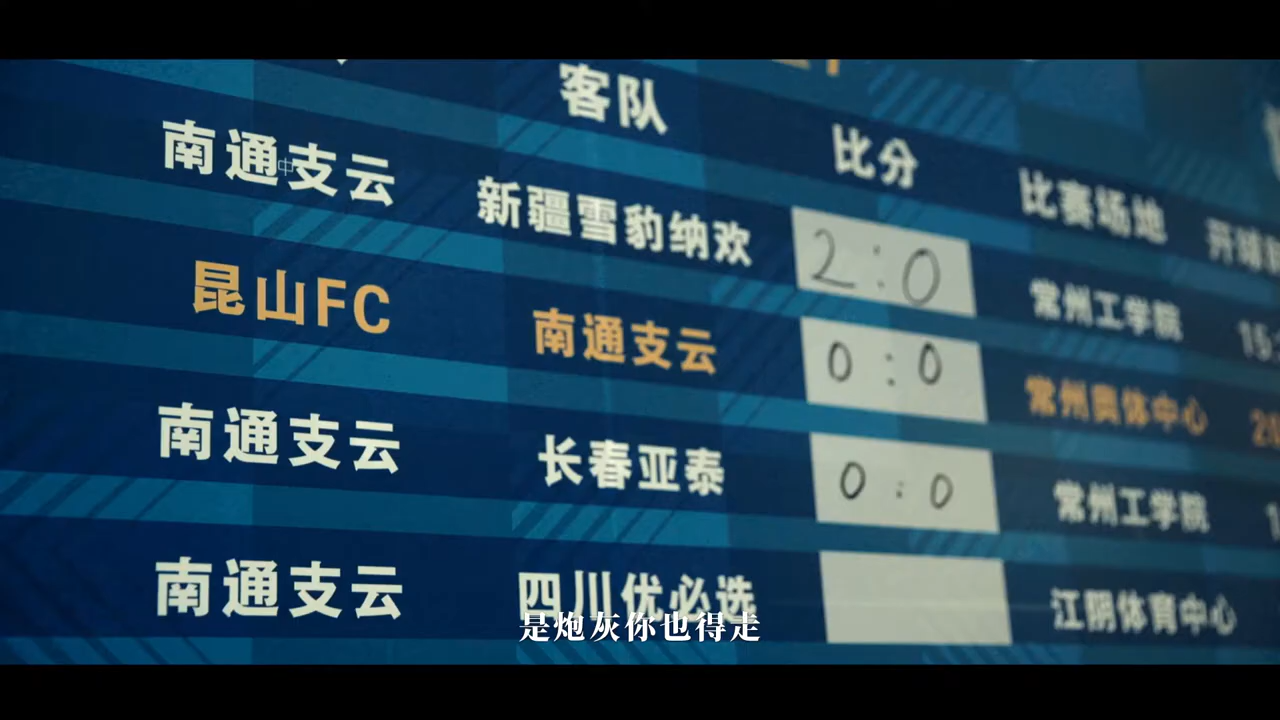 客队 比分 比赛场地
南通支云 新疆雪豹纳欢 2:0 常州工学院
昆山FC 南通支云 0:0 常州奥体中心
南通支云 长春亚泰 0:0 常州工学院
南通支云 四川优必选 江阴体育中心
是炮灰你也得走